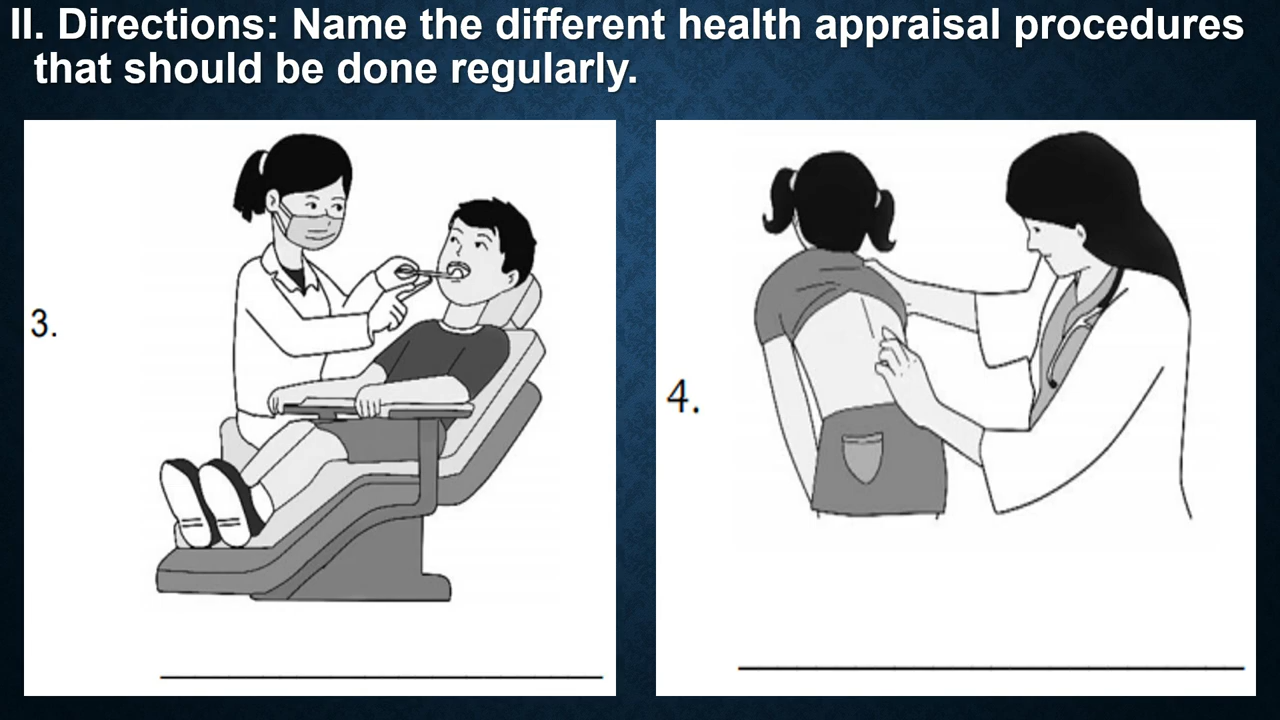 II. Directions: Name the different health appraisal procedures
that should be done regularly.
3.
4.